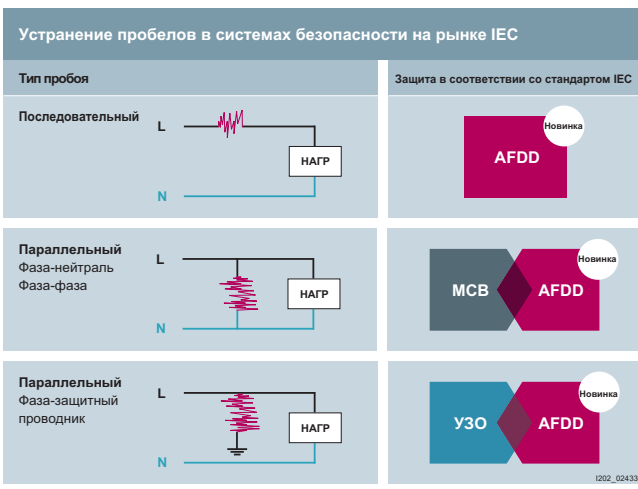 Устранение пробелов в системах безопасности на рынке IEC
Тип пробоя
Защита в соответствии со стандартом IEC
Последовательный
L
НАГР
N
AFDD
Новинка
Параллельный
Фаза-нейтраль
Фаза-фаза
L
НАГР
N
МСВ
AFDD
Новинка
Параллельный
Фаза-защитный
проводник
L
НАГР
N
УЗО
AFDD
Новинка
I202_02433